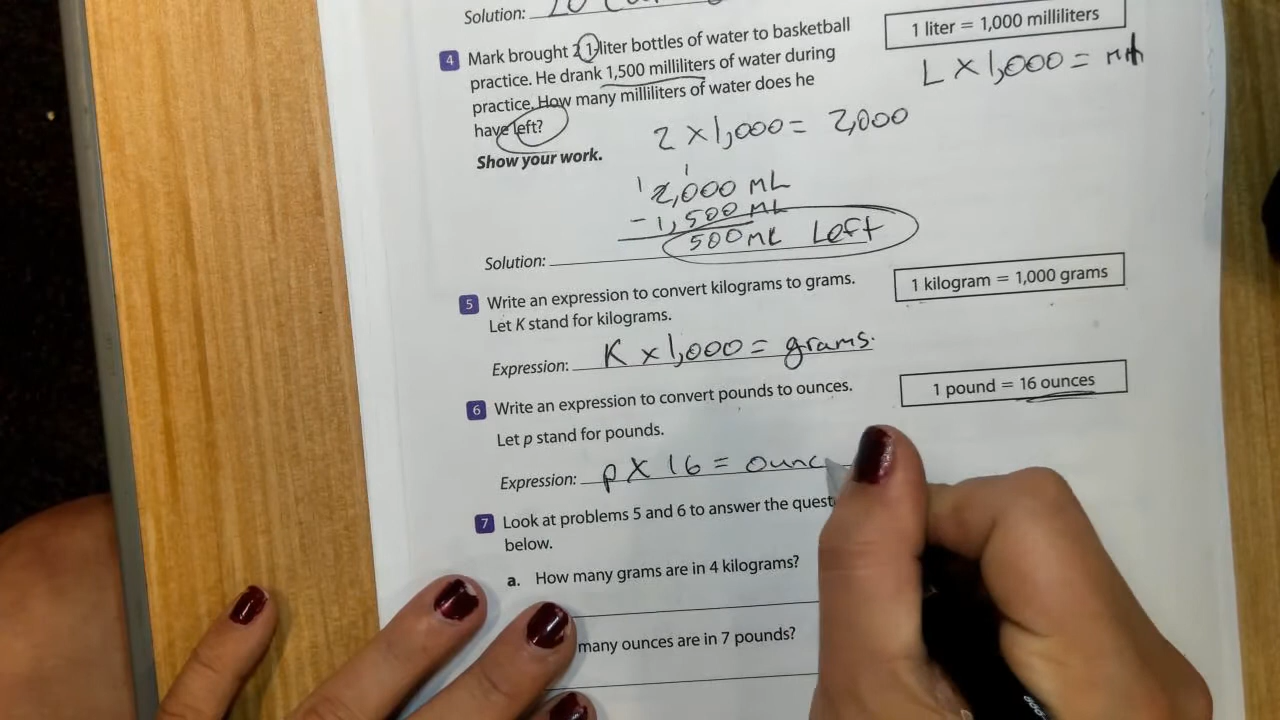 Solution:
1 liter = 1,000 milliliters
4 Mark brought 2 1-liter bottles of water to basketball
practice. He drank 1,500 milliliters of water during
practice. How many milliliters of water does he
have left?
L x 1,000 = mL
2 x 1,000 = 2,000
Show your work.
1 1
2,000 mL
- 1,500 mL
500 mL Left
Solution:
5 Write an expression to convert kilograms to grams.
Let K stand for kilograms.
1 kilogram = 1,000 grams
Expression: K x 1,000 = grams.
6 Write an expression to convert pounds to ounces.
Let p stand for pounds.
1 pound = 16 ounces
Expression: p x 16 = ounc
7 Look at problems 5 and 6 to answer the quest
below.
a. How many grams are in 4 kilograms?
many ounces are in 7 pounds?